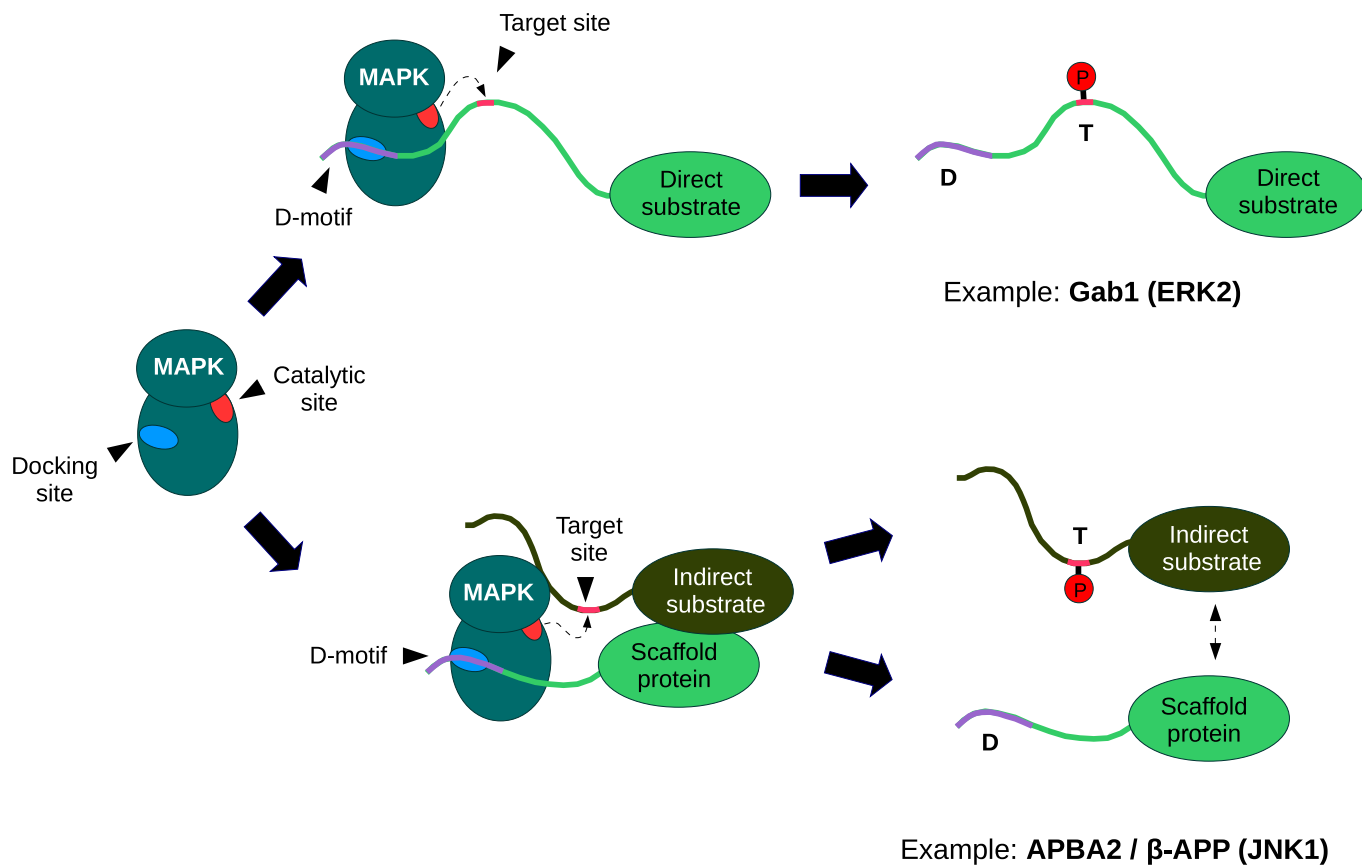 Target site
MAPK
D-motif
Direct
substrate
P
T
D
Direct
substrate
Example: Gab1 (ERK2)
MAPK
Catalytic
site
Docking
site
Target
site
MAPK
D-motif
Indirect
substrate
Scaffold
protein
T
P
Indirect
substrate
Scaffold
protein
D
Example: APBA2 / β-APP (JNK1)